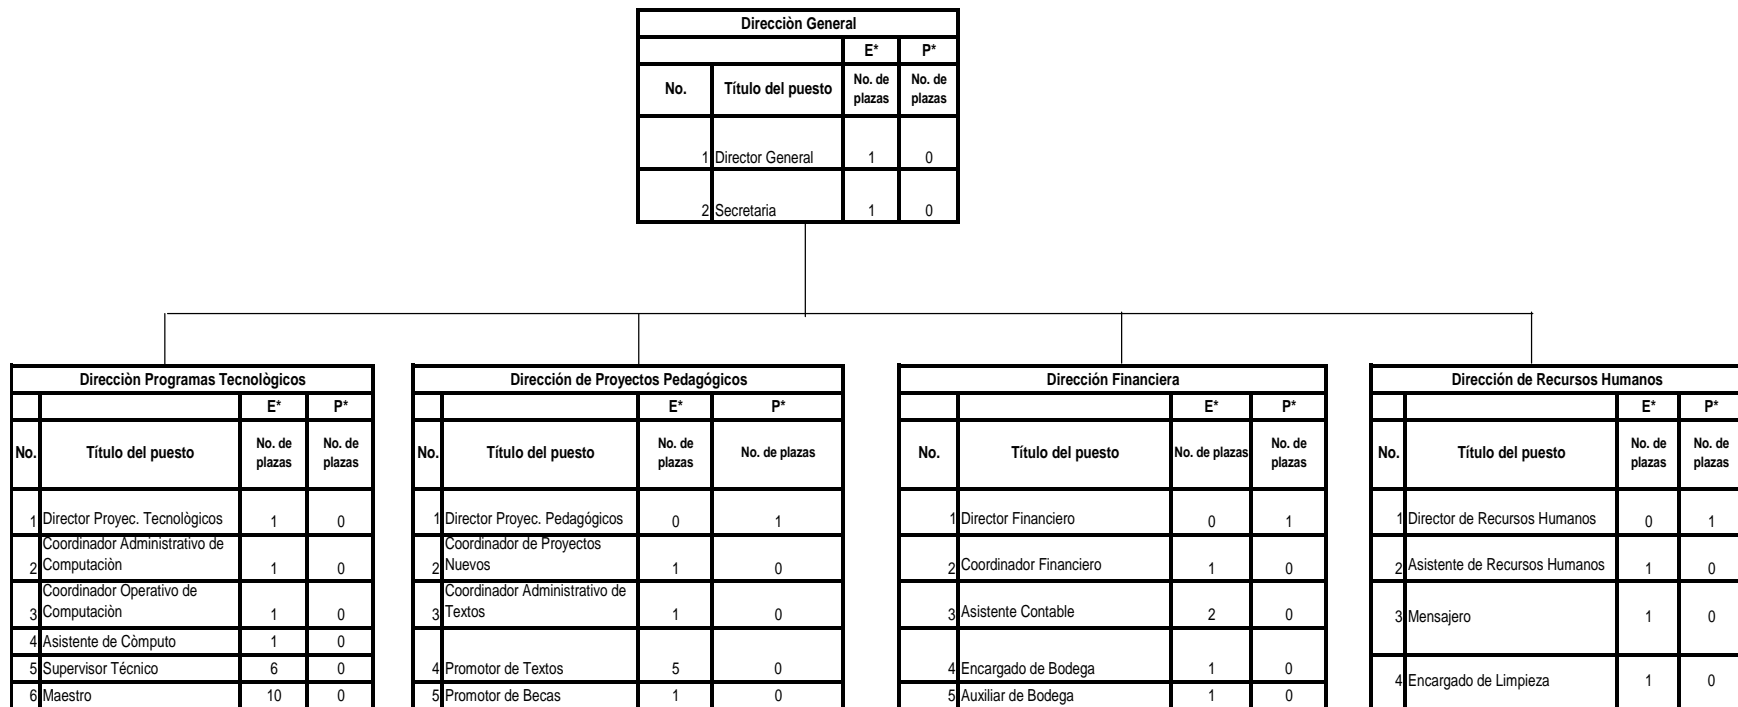 Direcciòn General
E* P*
No. Título del puesto No. de plazas No. de plazas
1 Director General 1 0
2 Secretaria 1 0
Direcciòn Programas Tecnològicos
E* P*
No. Título del puesto No. de plazas No. de plazas
1 Director Proyec. Tecnològicos 1 0
2 Coordinador Administrativo de Computaciòn 1 0
3 Coordinador Operativo de Computaciòn 1 0
4 Asistente de Còmputo 1 0
5 Supervisor Técnico 6 0
6 Maestro 10 0
Dirección de Proyectos Pedagógicos
E* P*
No. Título del puesto No. de plazas No. de plazas
1 Director Proyec. Pedagógicos 0 1
2 Coordinador de Proyectos Nuevos 1 0
3 Coordinador Administrativo de Textos 1 0
4 Promotor de Textos 5 0
5 Promotor de Becas 1 0
Dirección Financiera
E* P*
No. Título del puesto No. de plazas No. de plazas
1 Director Financiero 0 1
2 Coordinador Financiero 1 0
3 Asistente Contable 2 0
4 Encargado de Bodega 1 0
5 Auxiliar de Bodega 1 0
Dirección de Recursos Humanos
E* P*
No. Título del puesto No. de plazas No. de plazas
1 Director de Recursos Humanos 0 1
2 Asistente de Recursos Humanos 1 0
3 Mensajero 1 0
4 Encargado de Limpieza 1 0